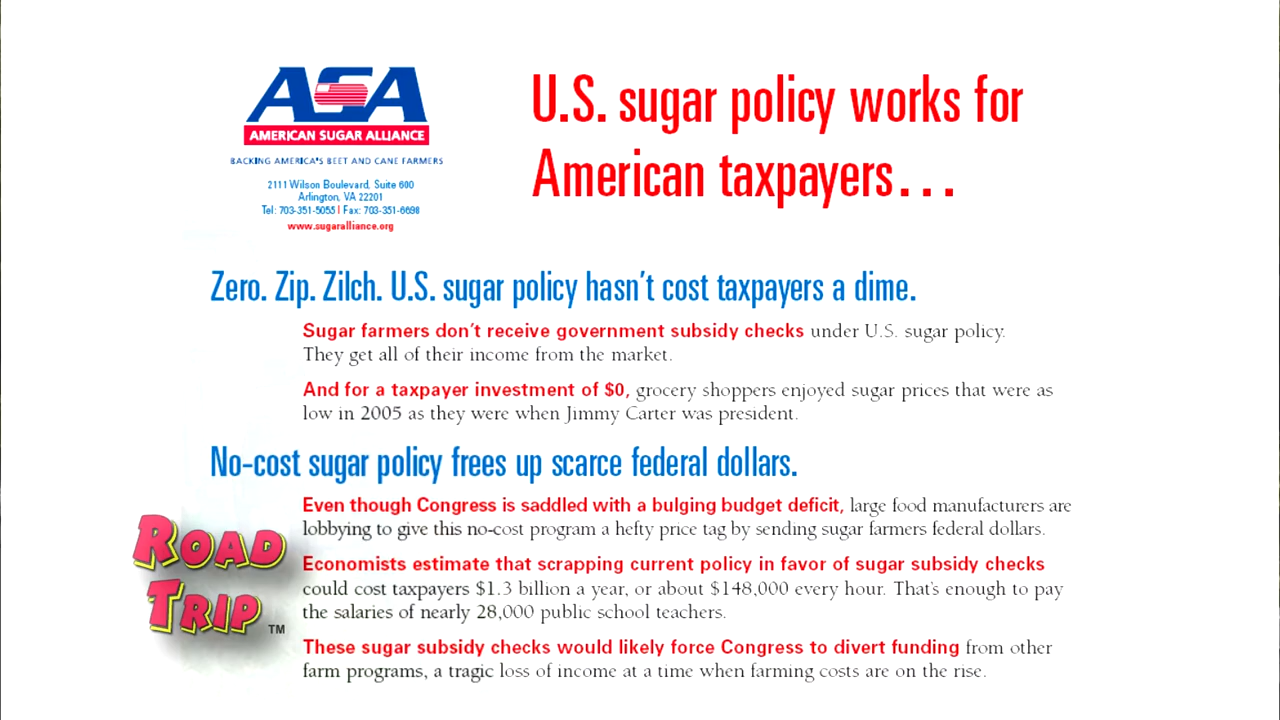 ASA
AMERICAN SUGAR ALLIANCE
BACKING AMERICA'S BEET AND CANE FARMERS
2111 Wilson Boulevard, Suite 600
Arlington, VA 22201
Tel: 703-351-5055 | Fax: 703-351-6698
www.sugaralliance.org
U.S. sugar policy works for
American taxpayers...
Zero. Zip. Zilch. U.S. sugar policy hasn't cost taxpayers a dime.
Sugar farmers don't receive government subsidy checks under U.S. sugar policy.
They get all of their income from the market.
And for a taxpayer investment of $0, grocery shoppers enjoyed sugar prices that were as
low in 2005 as they were when Jimmy Carter was president.
No-cost sugar policy frees up scarce federal dollars.
Even though Congress is saddled with a bulging budget deficit, large food manufacturers are
lobbying to give this no-cost program a hefty price tag by sending sugar farmers federal dollars.
Economists estimate that scrapping current policy in favor of sugar subsidy checks
could cost taxpayers $1.3 billion a year, or about $148,000 every hour. That's enough to pay
the salaries of nearly 28,000 public school teachers.
These sugar subsidy checks would likely force Congress to divert funding from other
farm programs, a tragic loss of income at a time when farming costs are on the rise.
ROAD
TRIP TM